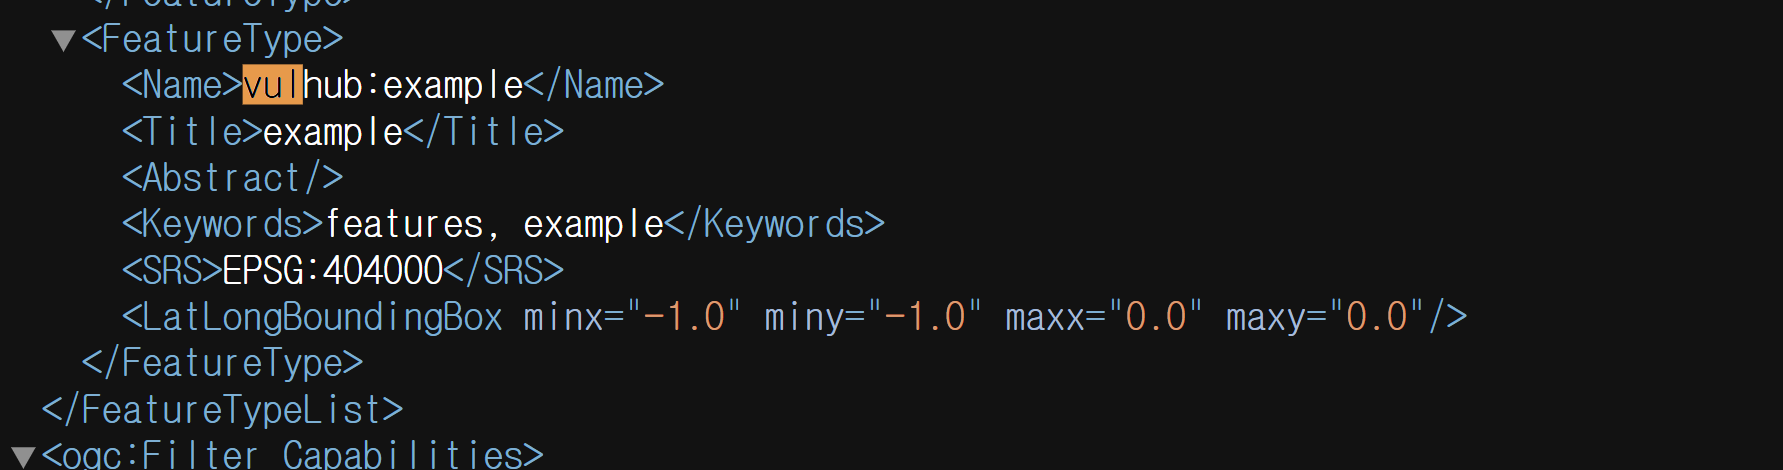 </FeatureType>
▼<FeatureType>
<Name>vulhub:example</Name>
<Title>example</Title>
<Abstract/>
<Keywords>features, example</Keywords>
<SRS>EPSG:404000</SRS>
<LatLongBoundingBox minx="-1.0" miny="-1.0" maxx="0.0" maxy="0.0"/>
</FeatureType>
</FeatureTypeList>
▼<ogc:Filter_Capabilities>